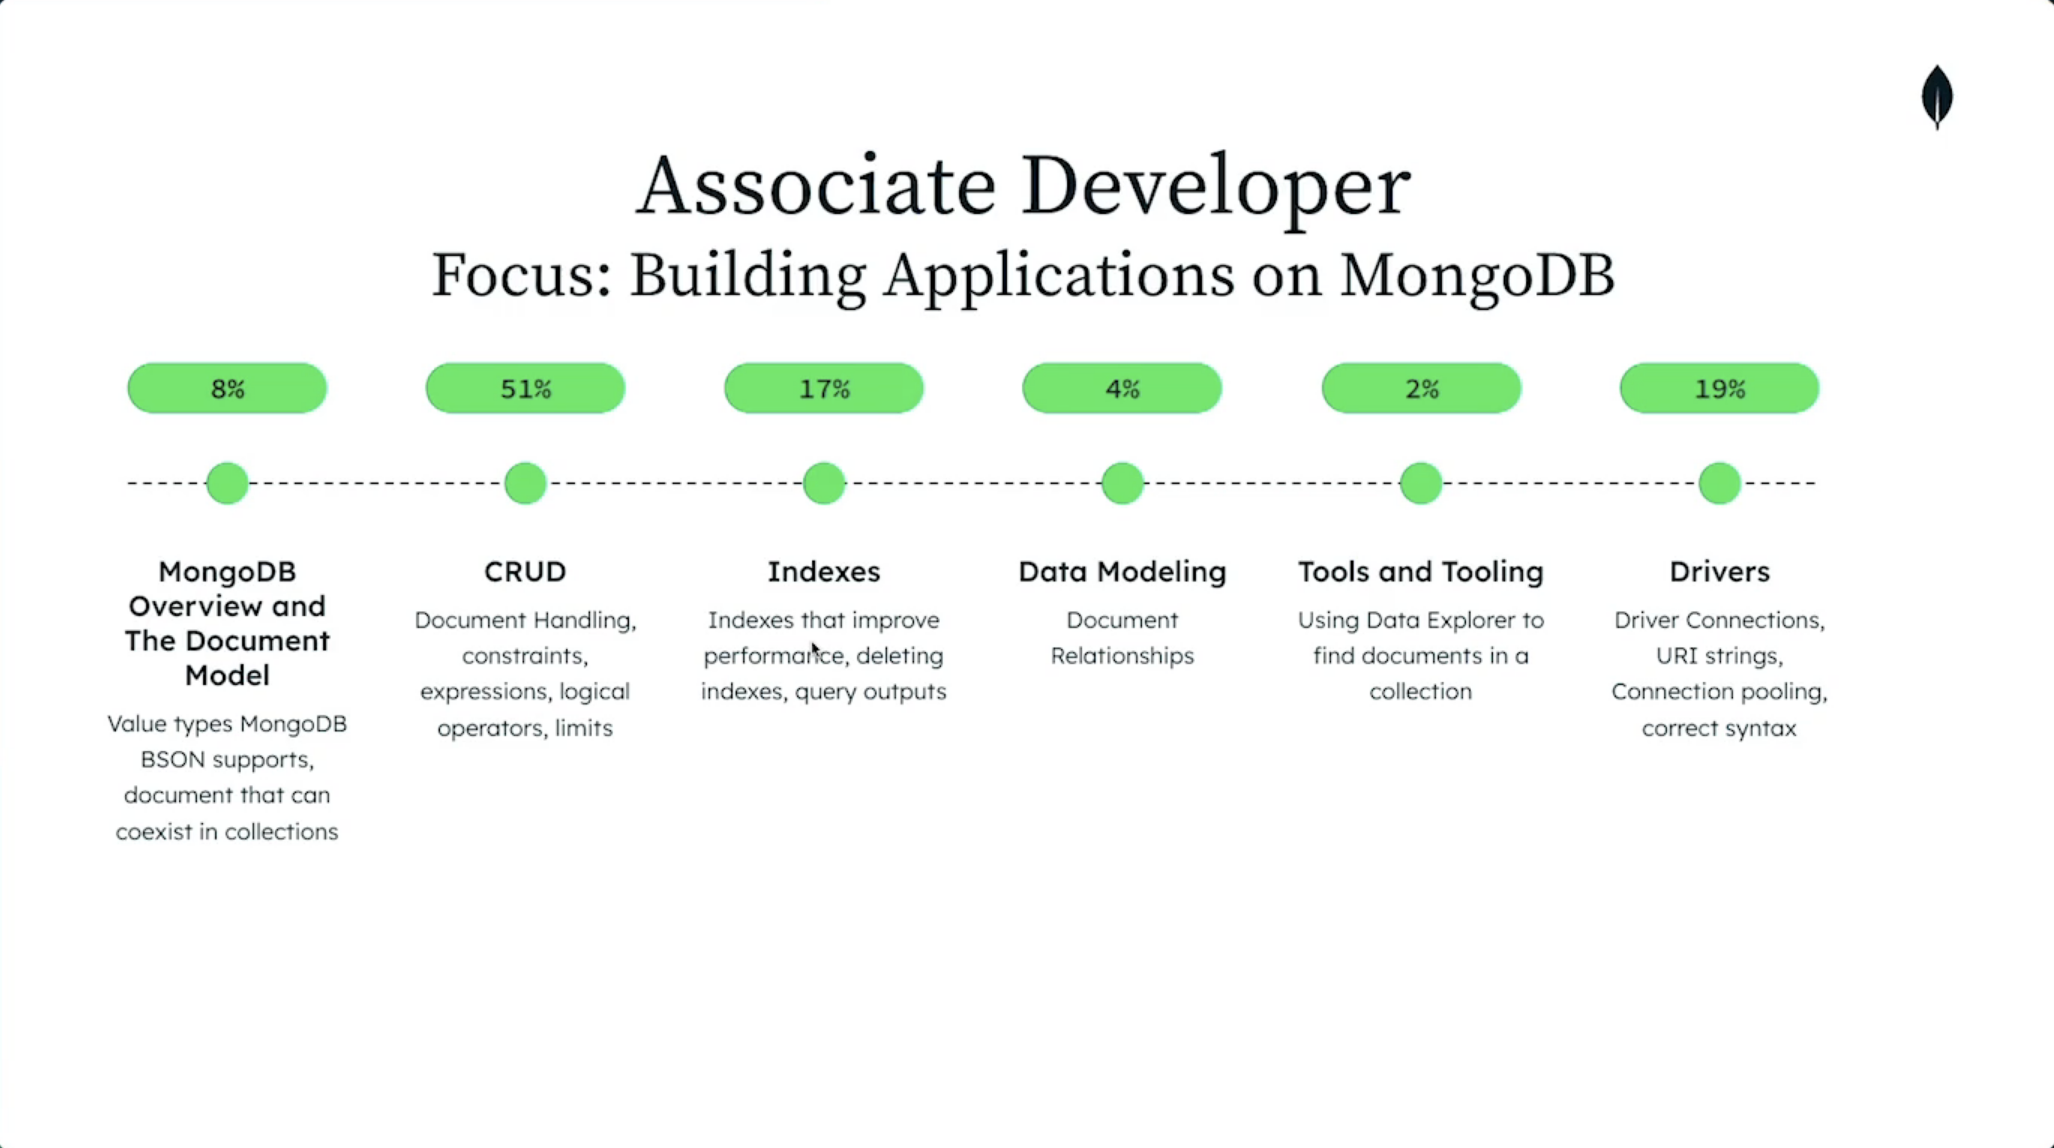 Associate Developer
Focus: Building Applications on MongoDB
8%
51%
17%
4%
2%
19%
MongoDB
Overview and
The Document
Model
Value types MongoDB
BSON supports,
document that can
coexist in collections
CRUD
Document Handling,
constraints,
expressions, logical
operators, limits
Indexes
Indexes that improve
performance, deleting
indexes, query outputs
Data Modeling
Document
Relationships
Tools and Tooling
Using Data Explorer to
find documents in a
collection
Drivers
Driver Connections,
URI strings,
Connection pooling,
correct syntax